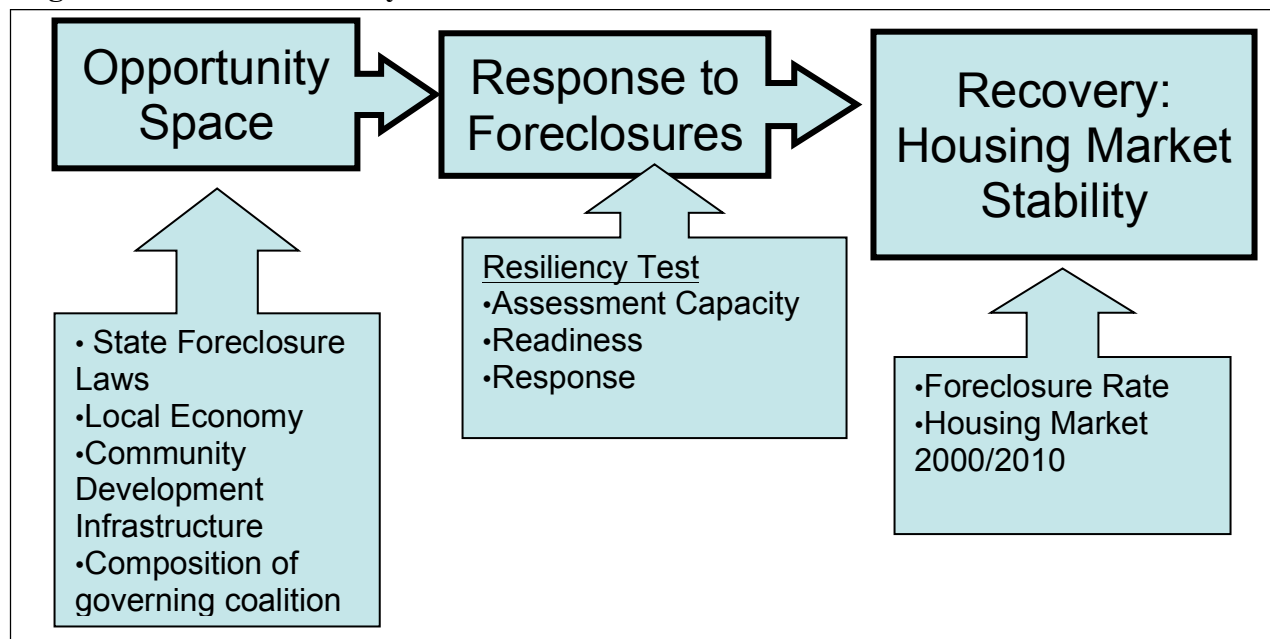 Opportunity
Space
Response to
Foreclosures
Recovery:
Housing Market
Stability
• State Foreclosure
Laws
•Local Economy
•Community
Development
Infrastructure
•Composition of
governing coalition
Resiliency Test
•Assessment Capacity
•Readiness
•Response
•Foreclosure Rate
•Housing Market
2000/2010